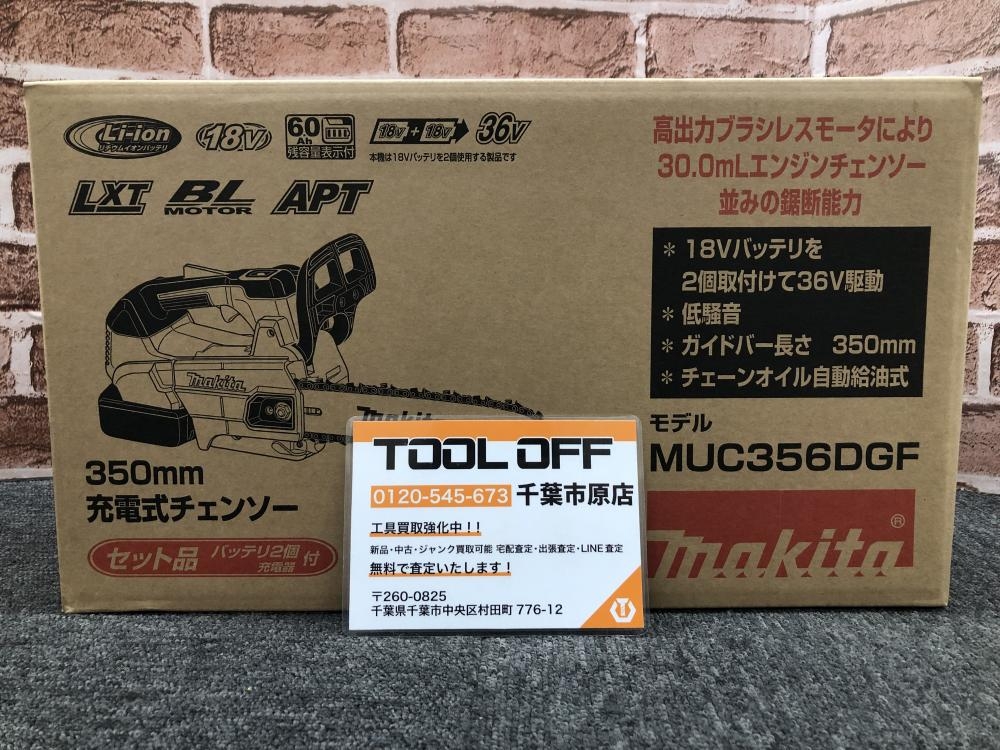 Li-ion
リチウムイオンバッテリ
18V
6.0 Ah
残容量表示付
18V + 18V 36V
本機は18Vバッテリを2個使用する製品です
LXT BL MOTOR APT
高出力ブラシレスモータにより
30.0mLエンジンチェンソー
並みの鋸断能力
* 18Vバッテリを
2個取付けて36V駆動
* 低騒音
* ガイドバー長さ 350mm
* チェーンオイル自動給油式
makita
makita
350mm
充電式チェンソー
セット品 バッテリ2個 充電器 付
モデル
MUC356DGF
makita®
TOOL OFF
0120-545-673 千葉市原店
工具買取強化中!!
新品・中古・ジャンク買取可能 宅配査定・出張査定・LINE査定
無料で査定いたします!
〒260-0825
千葉県千葉市中央区村田町 776-12